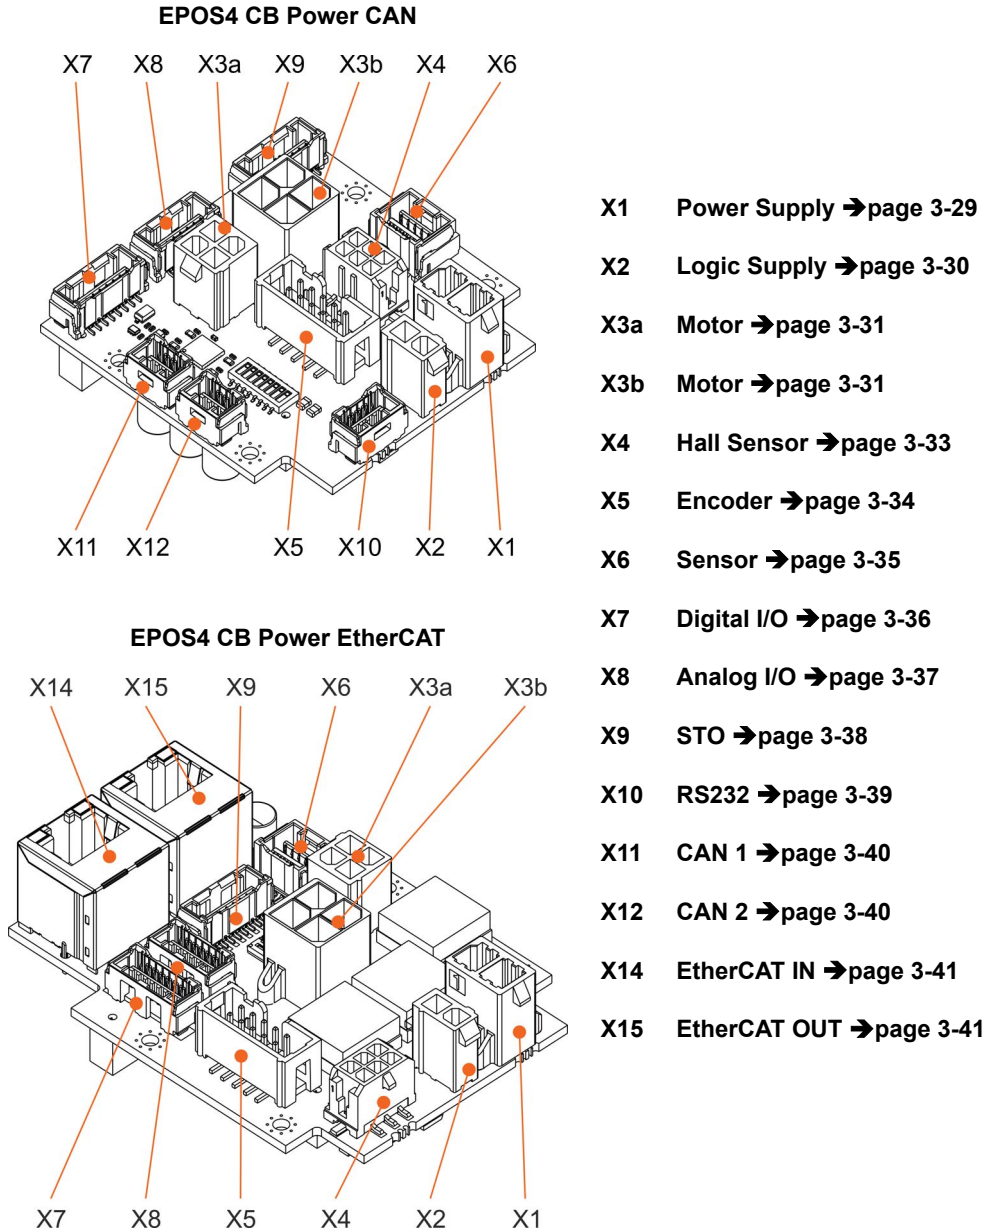 EPOS4 CB Power CAN
X7 X8 X3a X9 X3b X4 X6
1
X11 X12 X5 X10 X2 X1
EPOS4 CB Power EtherCAT
X14 X15 X9 X6 X3a X3b
1
1
X7 X8 X5 X4 X2 X1
X1 Power Supply ➔page 3-29
X2 Logic Supply ➔page 3-30
X3a Motor ➔page 3-31
X3b Motor ➔page 3-31
X4 Hall Sensor ➔page 3-33
X5 Encoder ➔page 3-34
X6 Sensor ➔page 3-35
X7 Digital I/O ➔page 3-36
X8 Analog I/O ➔page 3-37
X9 STO ➔page 3-38
X10 RS232 ➔page 3-39
X11 CAN 1 ➔page 3-40
X12 CAN 2 ➔page 3-40
X14 EtherCAT IN ➔page 3-41
X15 EtherCAT OUT ➔page 3-41